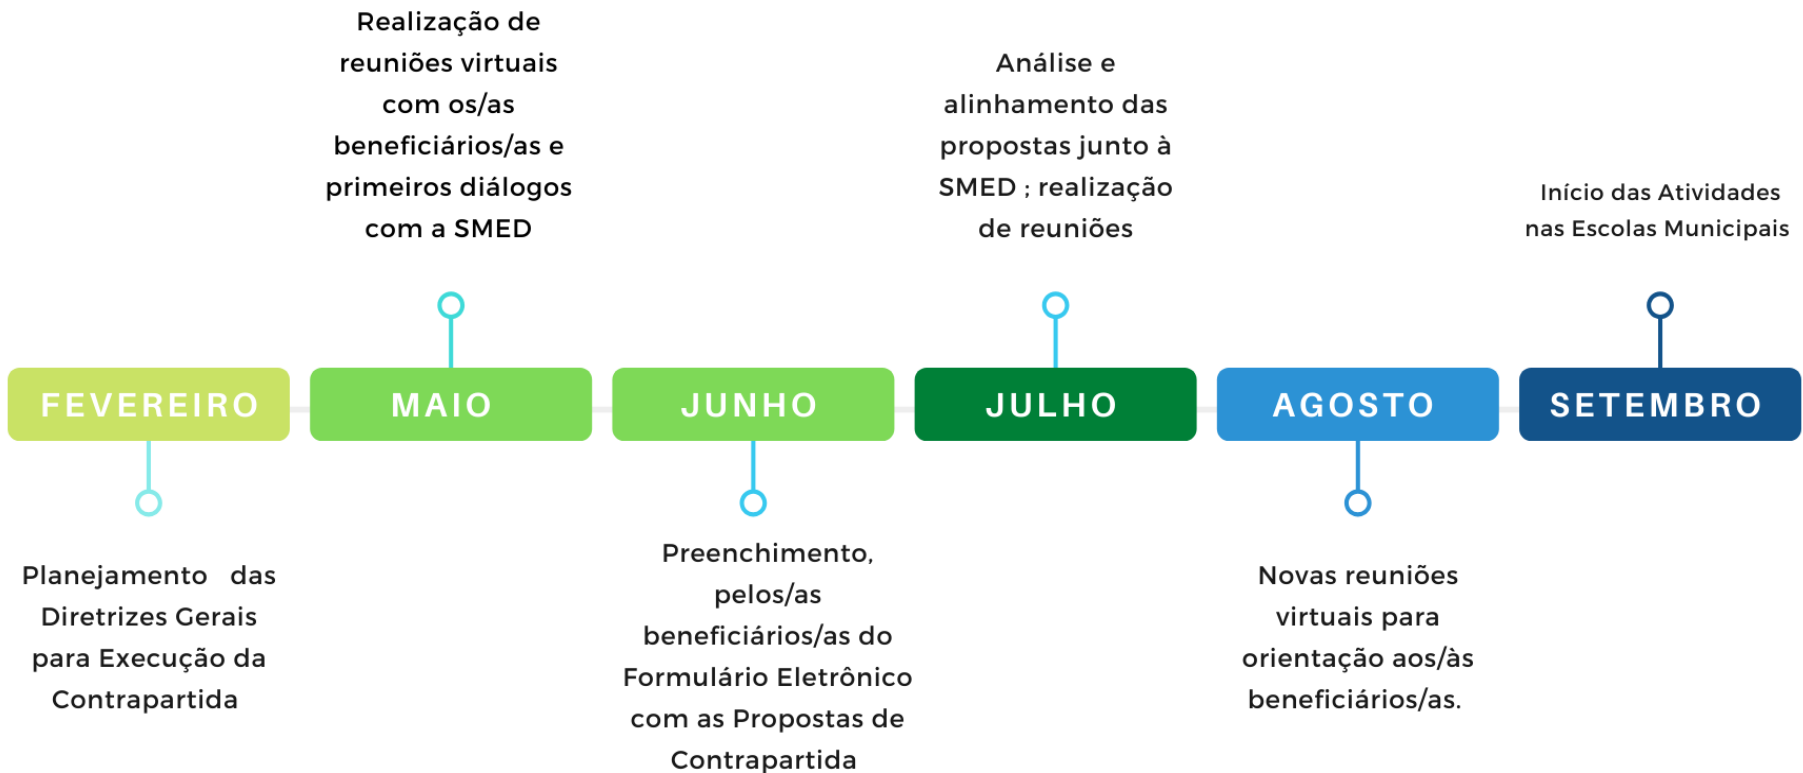 Realização de
reuniões virtuais
com os/as
beneficiários/as e
primeiros diálogos
com a SMED
Análise e
alinhamento das
propostas junto à
SMED ; realização
de reuniões
Início das Atividades
nas Escolas Municipais
FEVEREIRO
MAIO
JUNHO
JULHO
AGOSTO
SETEMBRO
Planejamento das
Diretrizes Gerais
para Execução da
Contrapartida
Preenchimento,
pelos/as
beneficiários/as do
Formulário Eletrônico
com as Propostas de
Contrapartida
Novas reuniões
virtuais para
orientação aos/às
beneficiários/as.